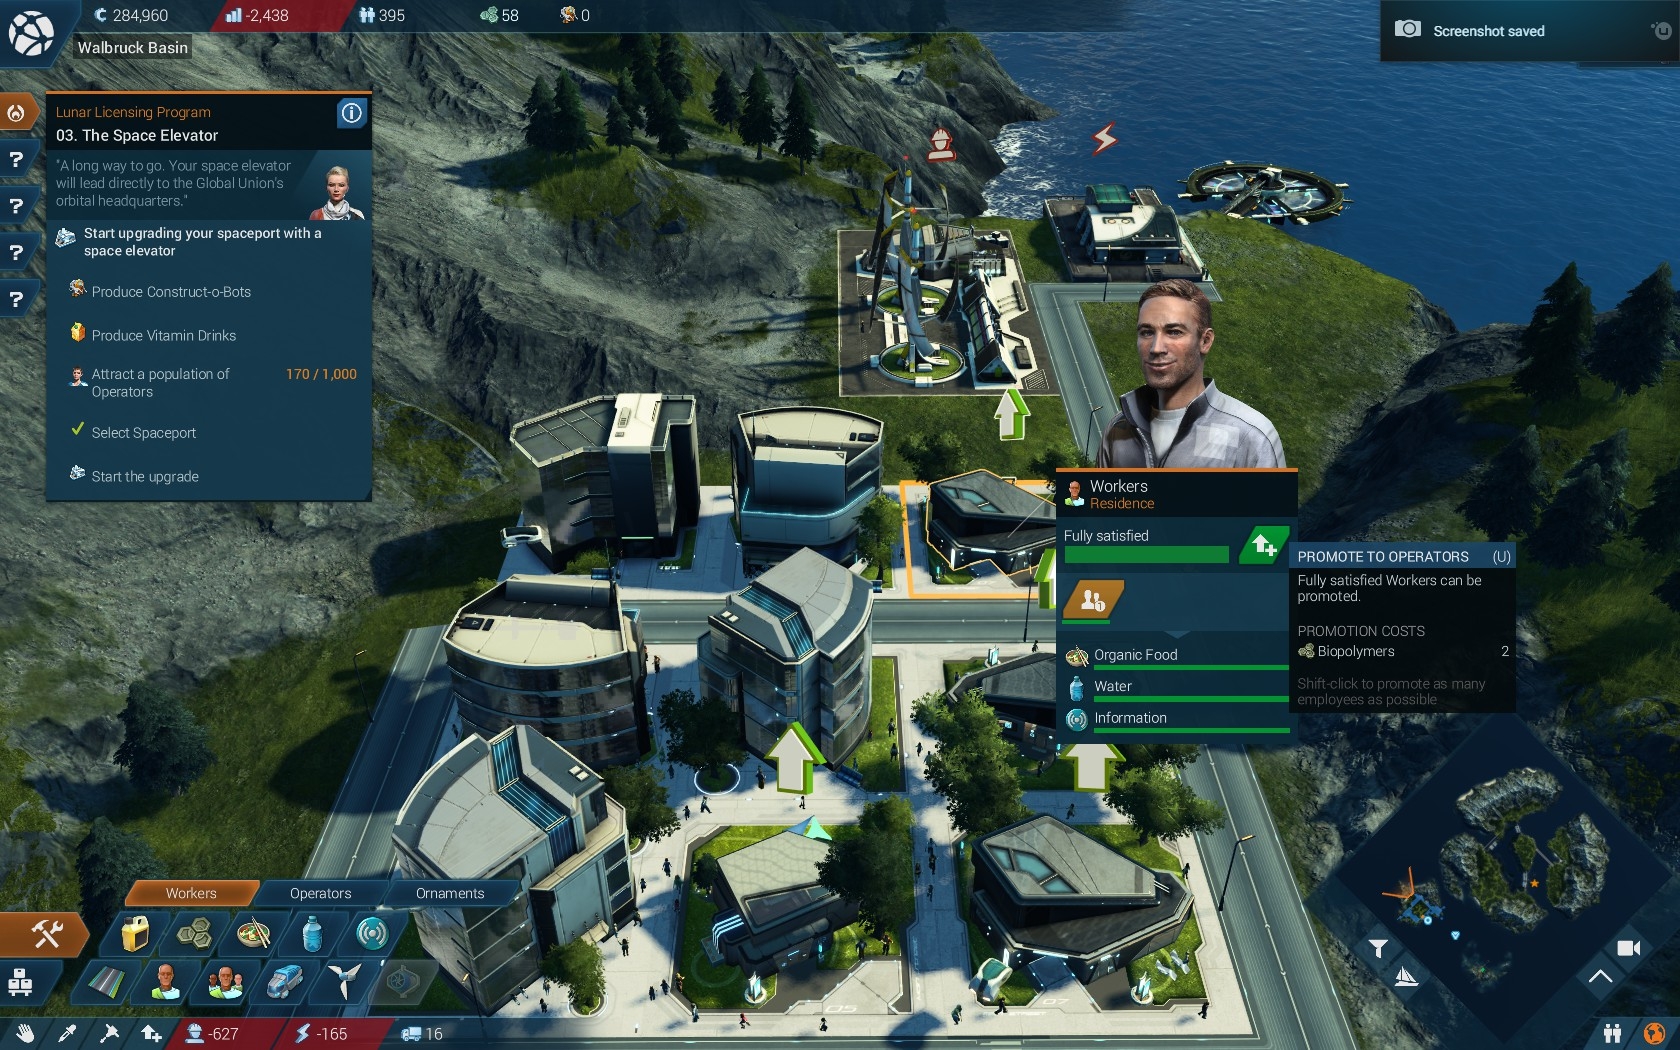 284,960
-2,438
395
58
0
Walbruck Basin
Screenshot saved
Lunar Licensing Program
03. The Space Elevator
"A long way to go. Your space elevator
will lead directly to the Global Union's
orbital headquarters."
Start upgrading your spaceport with a
space elevator
Produce Construct-o-Bots
Produce Vitamin Drinks
Attract a population of
Operators
170 / 1,000
Select Spaceport
Start the upgrade
Workers
Residence
Fully satisfied
Organic Food
Water
Information
PROMOTE TO OPERATORS (U)
Fully satisfied Workers can be
promoted.
PROMOTION COSTS
Biopolymers 2
Shift-click to promote as many
employees as possible
Workers
Operators
Ornaments
05
07
-627
-165
16